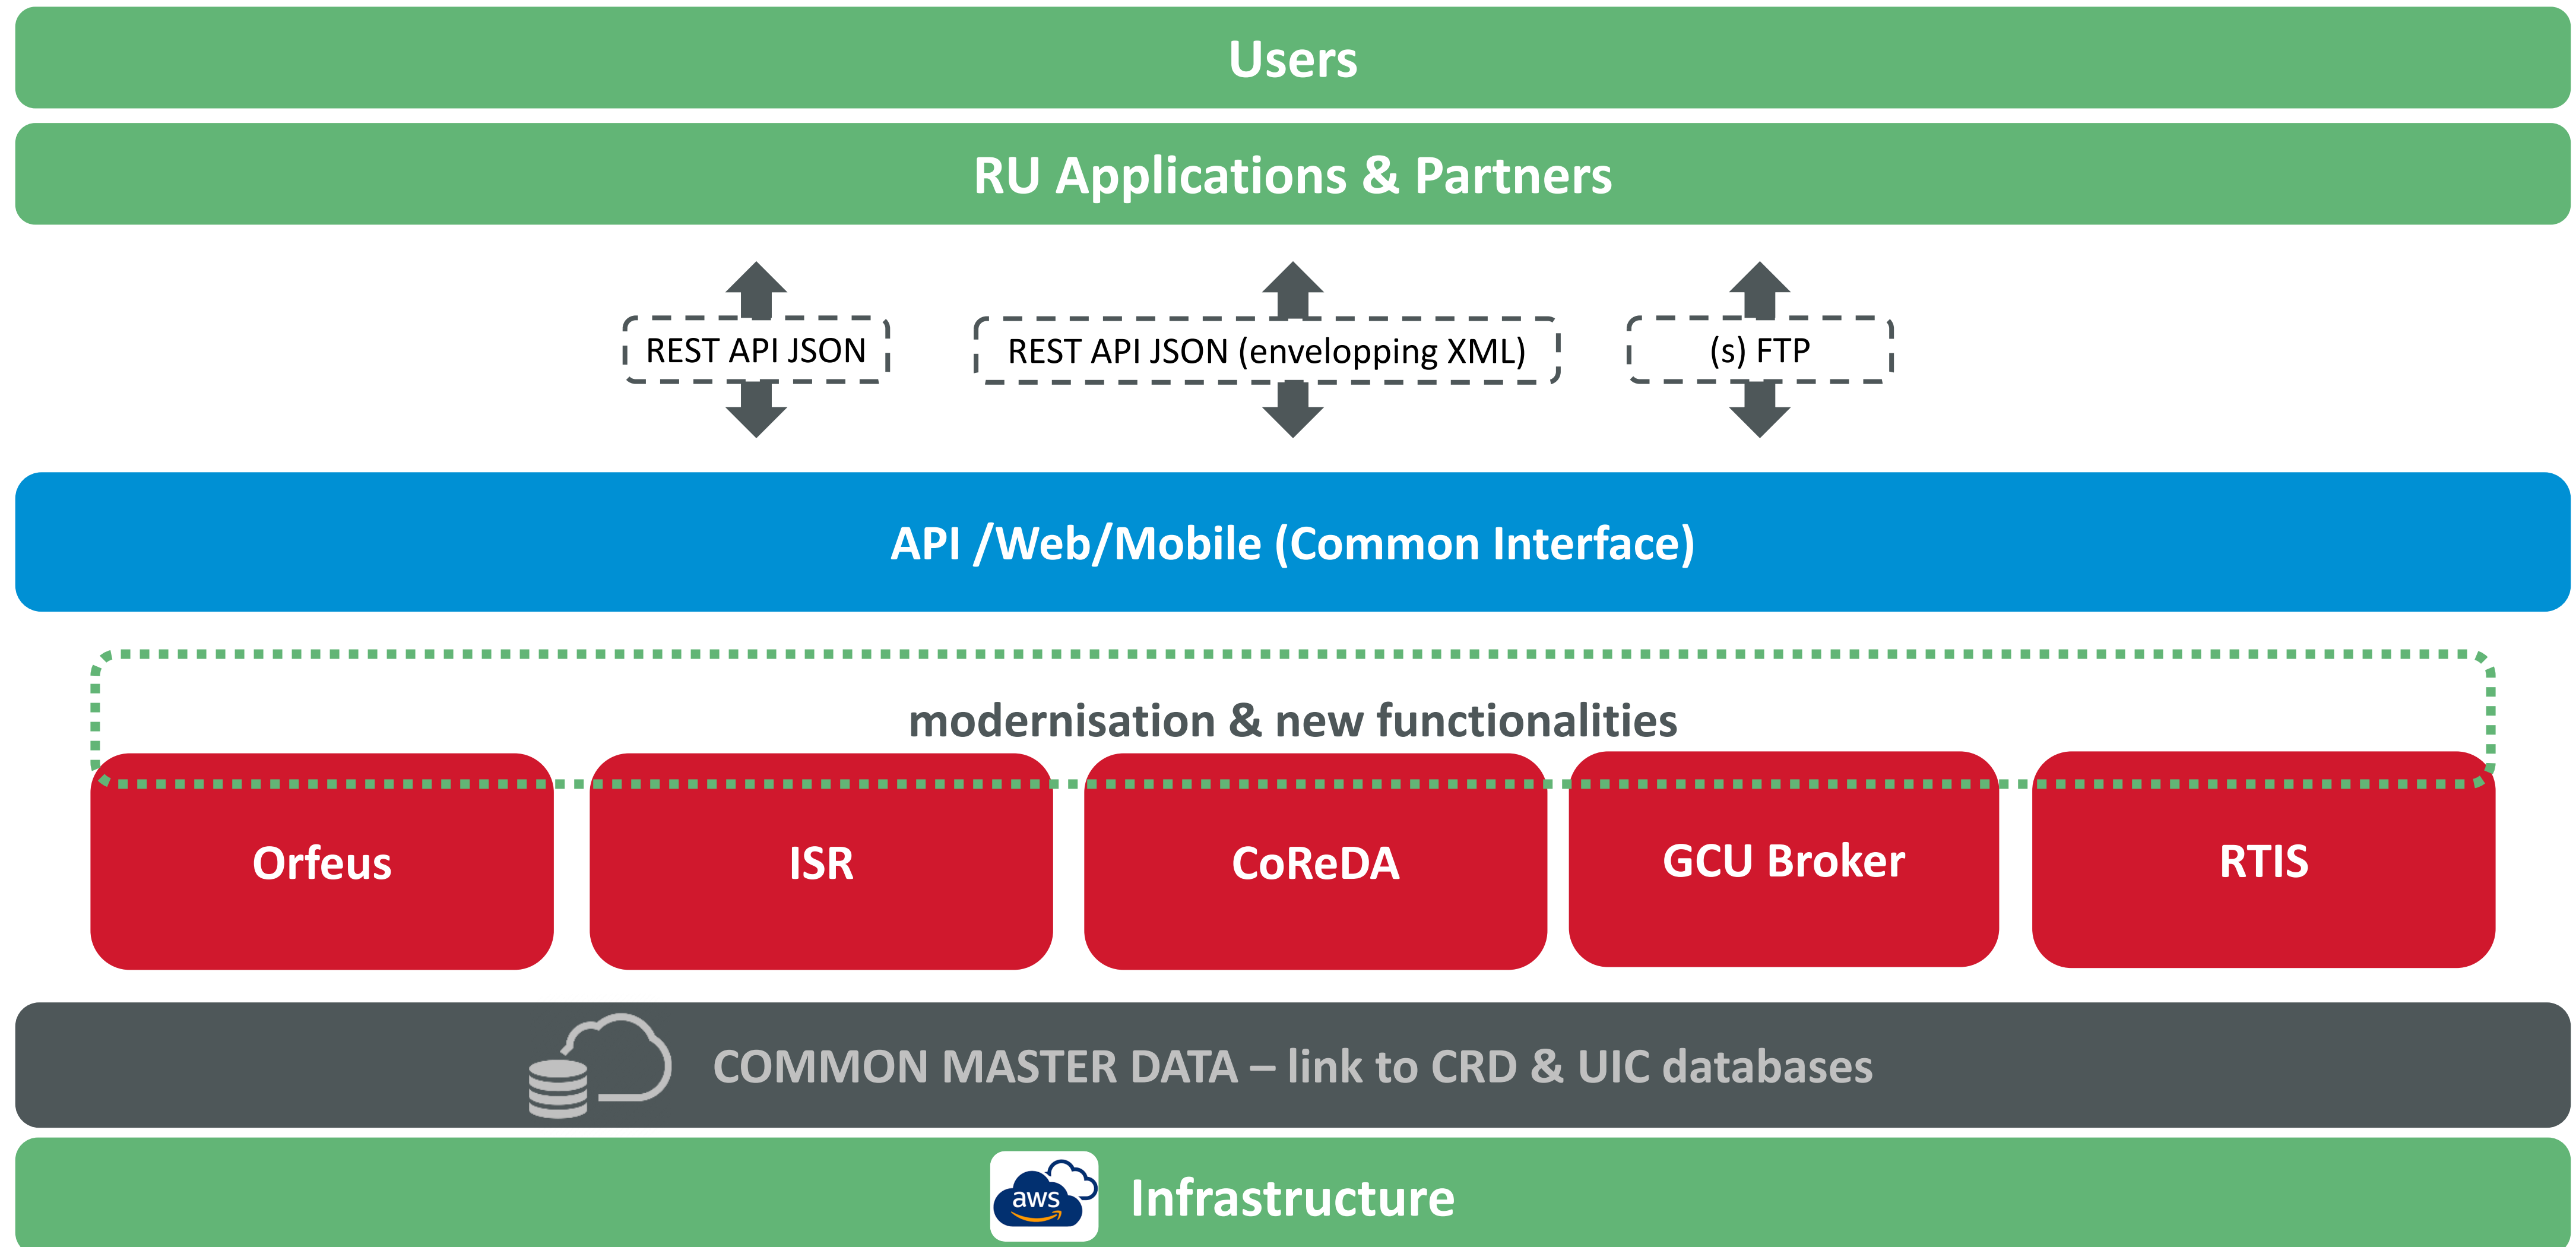 Users
RU Applications & Partners
REST API JSON
REST API JSON (envelopping XML)
(s) FTP
API /Web/Mobile (Common Interface)
modernisation & new functionalities
Orfeus
ISR
CoReDA
GCU Broker
RTIS
COMMON MASTER DATA – link to CRD & UIC databases
aws
Infrastructure